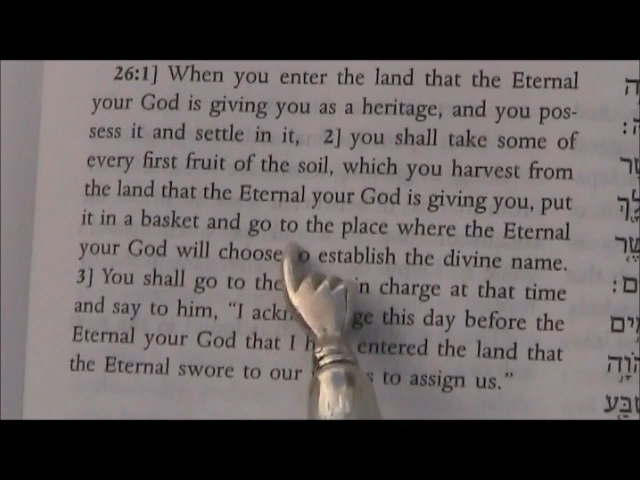 26:1] When you enter the land that the Eternal
your God is giving you as a heritage, and you pos-
sess it and settle in it, 2] you shall take some of
every first fruit of the soil, which you harvest from
the land that the Eternal your God is giving you, put
it in a basket and go to the place where the Eternal
your God will choose to establish the divine name.
3] You shall go to the in charge at that time
and say to him, “I this day before the
Eternal your God that I entered the land that
the Eternal swore to our to assign us.”